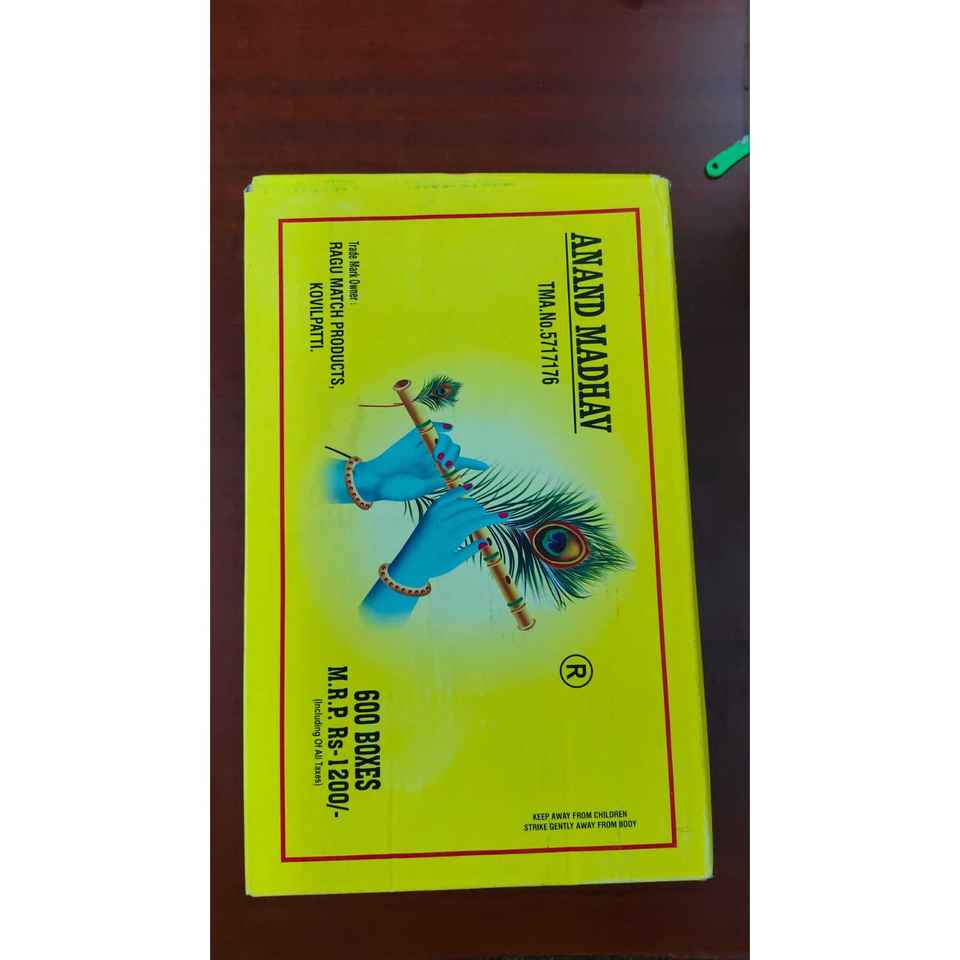 ANAND MADHAV
TMA.No.5717176
®
Trade Mark Owner :
RAGU MATCH PRODUCTS,
KOVILPATTI.
600 BOXES
M.R.P. Rs-1200/-
(Including Of All Taxes)
KEEP AWAY FROM CHILDREN
STRIKE GENTLY AWAY FROM BODY